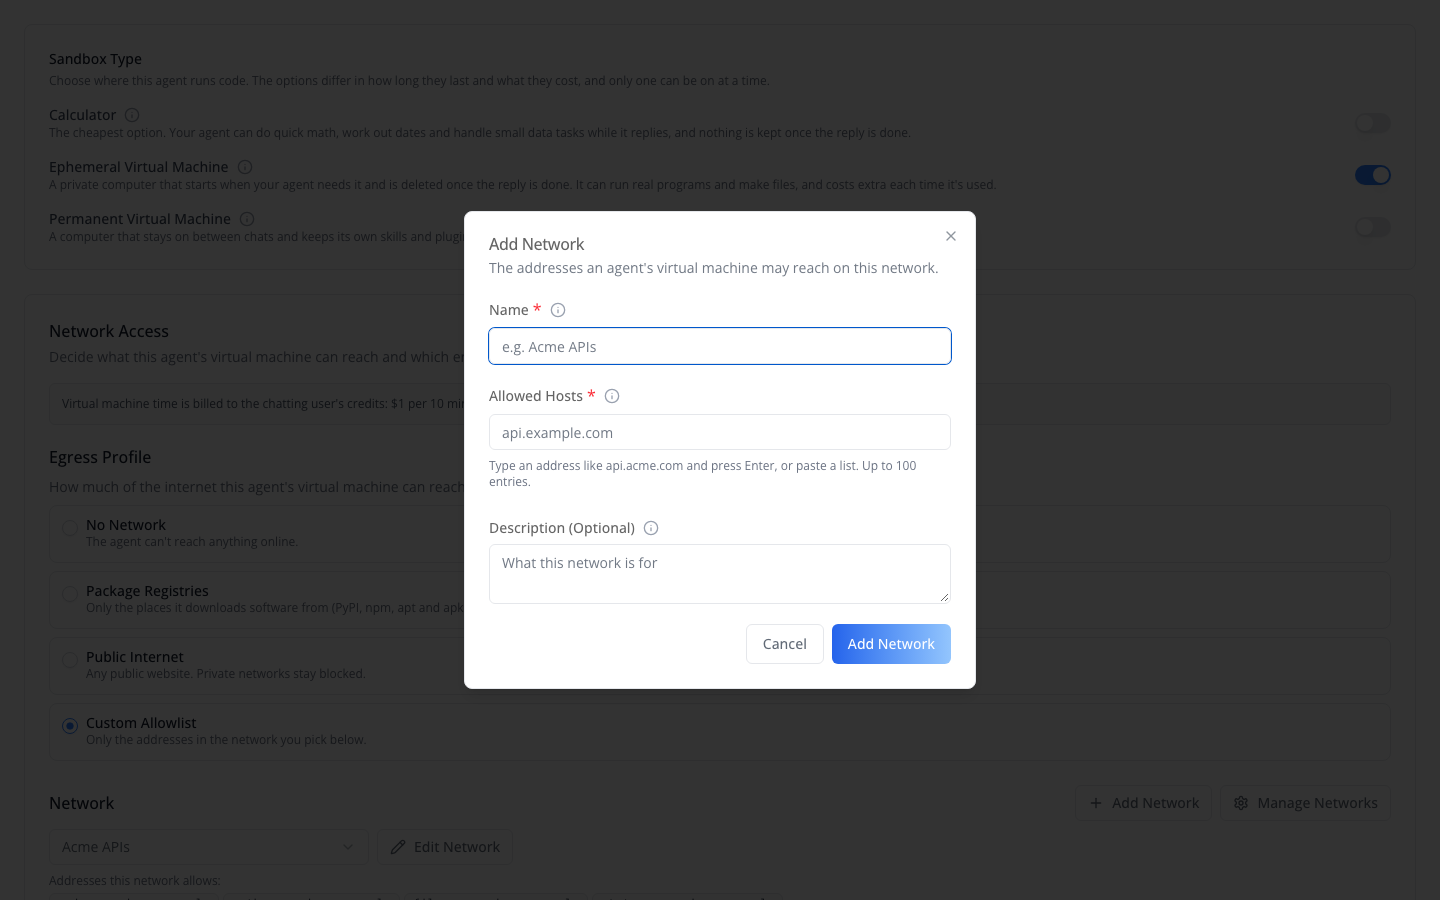 Sandbox Type
Choose where this agent runs code. The options differ in how long they last and what they cost, and only one can be on at a time.
Calculator
The cheapest option. Your agent can do quick math, work out dates and handle small data tasks while it replies, and nothing is kept once the reply is done.
Ephemeral Virtual Machine
A private computer that starts when your agent needs it and is deleted once the reply is done. It can run real programs and make files, and costs extra each time it's used.
Permanent Virtual Machine
A computer that stays on between chats and keeps its own skills and plugi
Add Network
The addresses an agent's virtual machine may reach on this network.
Name *
e.g. Acme APIs
Allowed Hosts *
api.example.com
Type an address like api.acme.com and press Enter, or paste a list. Up to 100
entries.
Description (Optional)
What this network is for
Cancel
Add Network
Network Access
Decide what this agent's virtual machine can reach and which e
Virtual machine time is billed to the chatting user's credits: $1 per 10 mi
Egress Profile
How much of the internet this agent's virtual machine can reach
No Network
The agent can't reach anything online.
Package Registries
Only the places it downloads software from (PyPI, npm, apt and apk
Public Internet
Any public website. Private networks stay blocked.
Custom Allowlist
Only the addresses in the network you pick below.
Network
Add Network
Manage Networks
Acme APIs
Edit Network
Addresses this network allows: